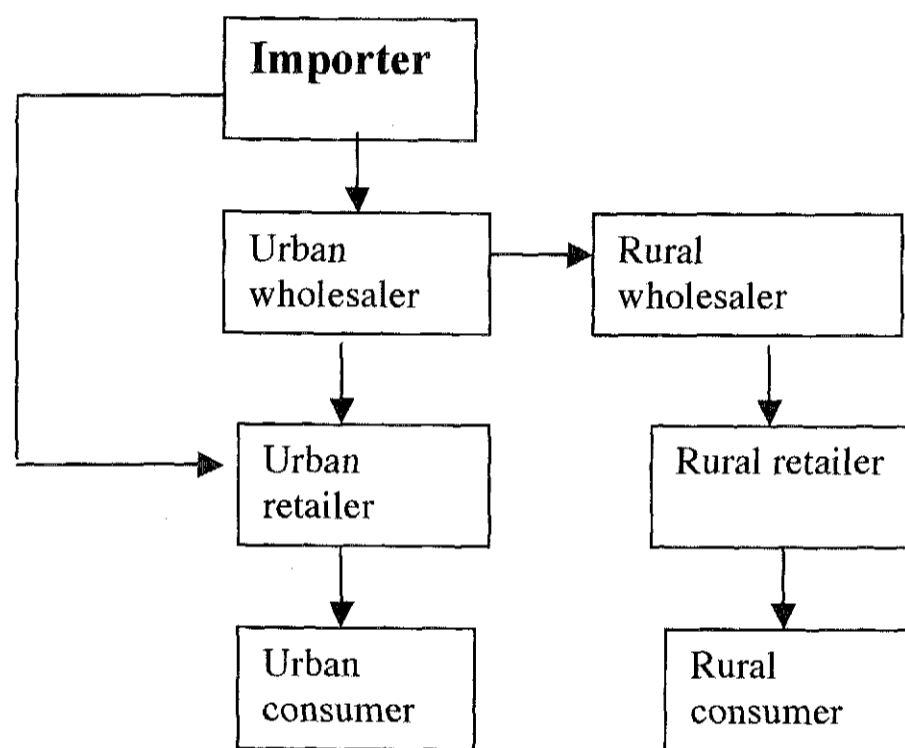 Importer
Urban
wholesaler
Rural
wholesaler
Urban
retailer
Rural retailer
Urban
consumer
Rural
consumer